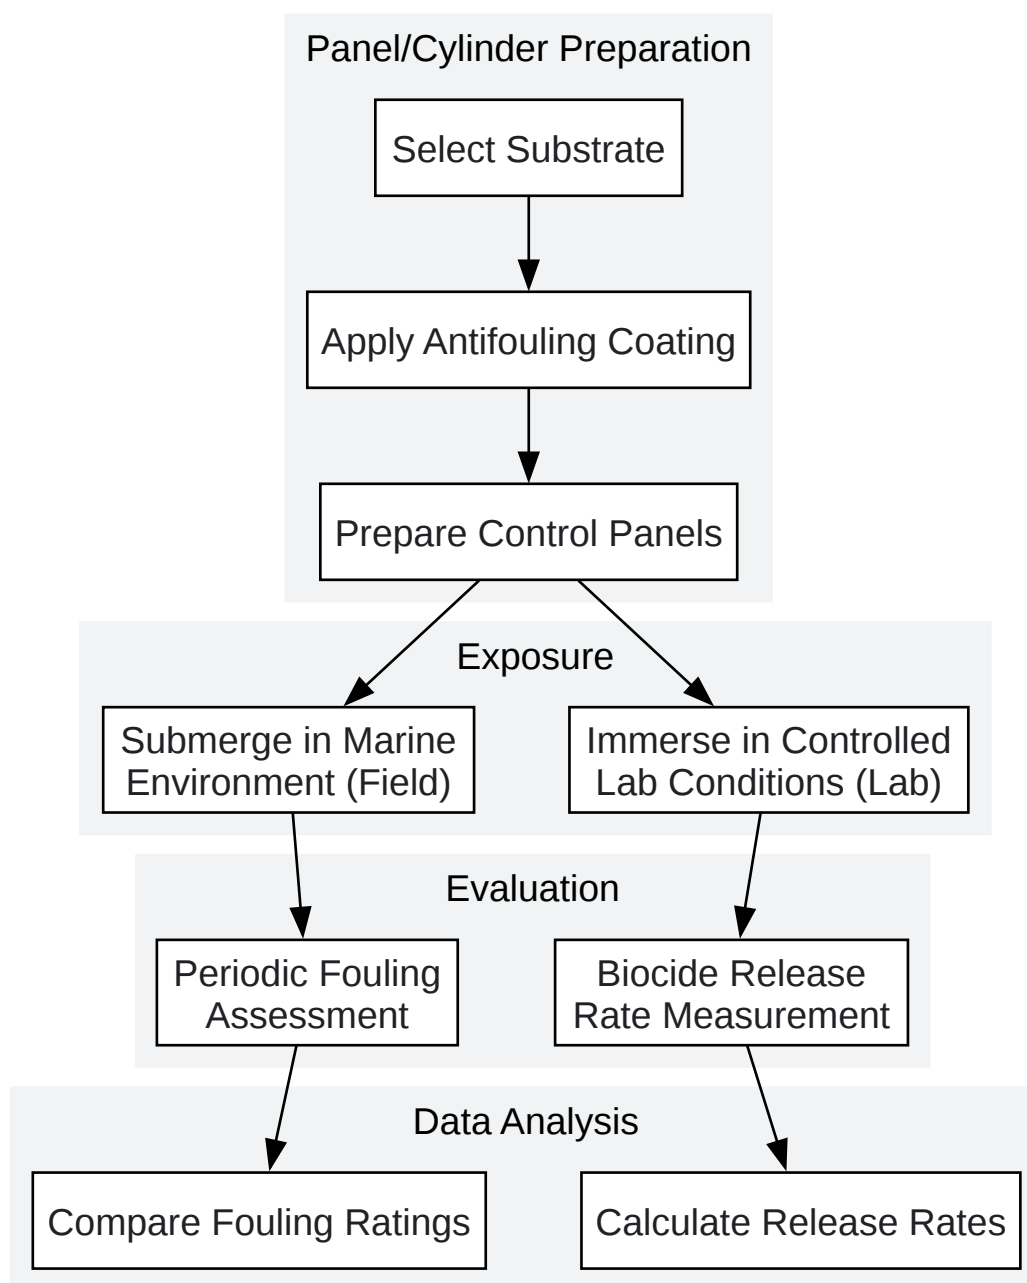 Panel/Cylinder Preparation
Select Substrate
Apply Antifouling Coating
Prepare Control Panels
Exposure
Submerge in Marine
Environment (Field)
Immerse in Controlled
Lab Conditions (Lab)
Evaluation
Periodic Fouling
Assessment
Biocide Release
Rate Measurement
Data Analysis
Compare Fouling Ratings
Calculate Release Rates